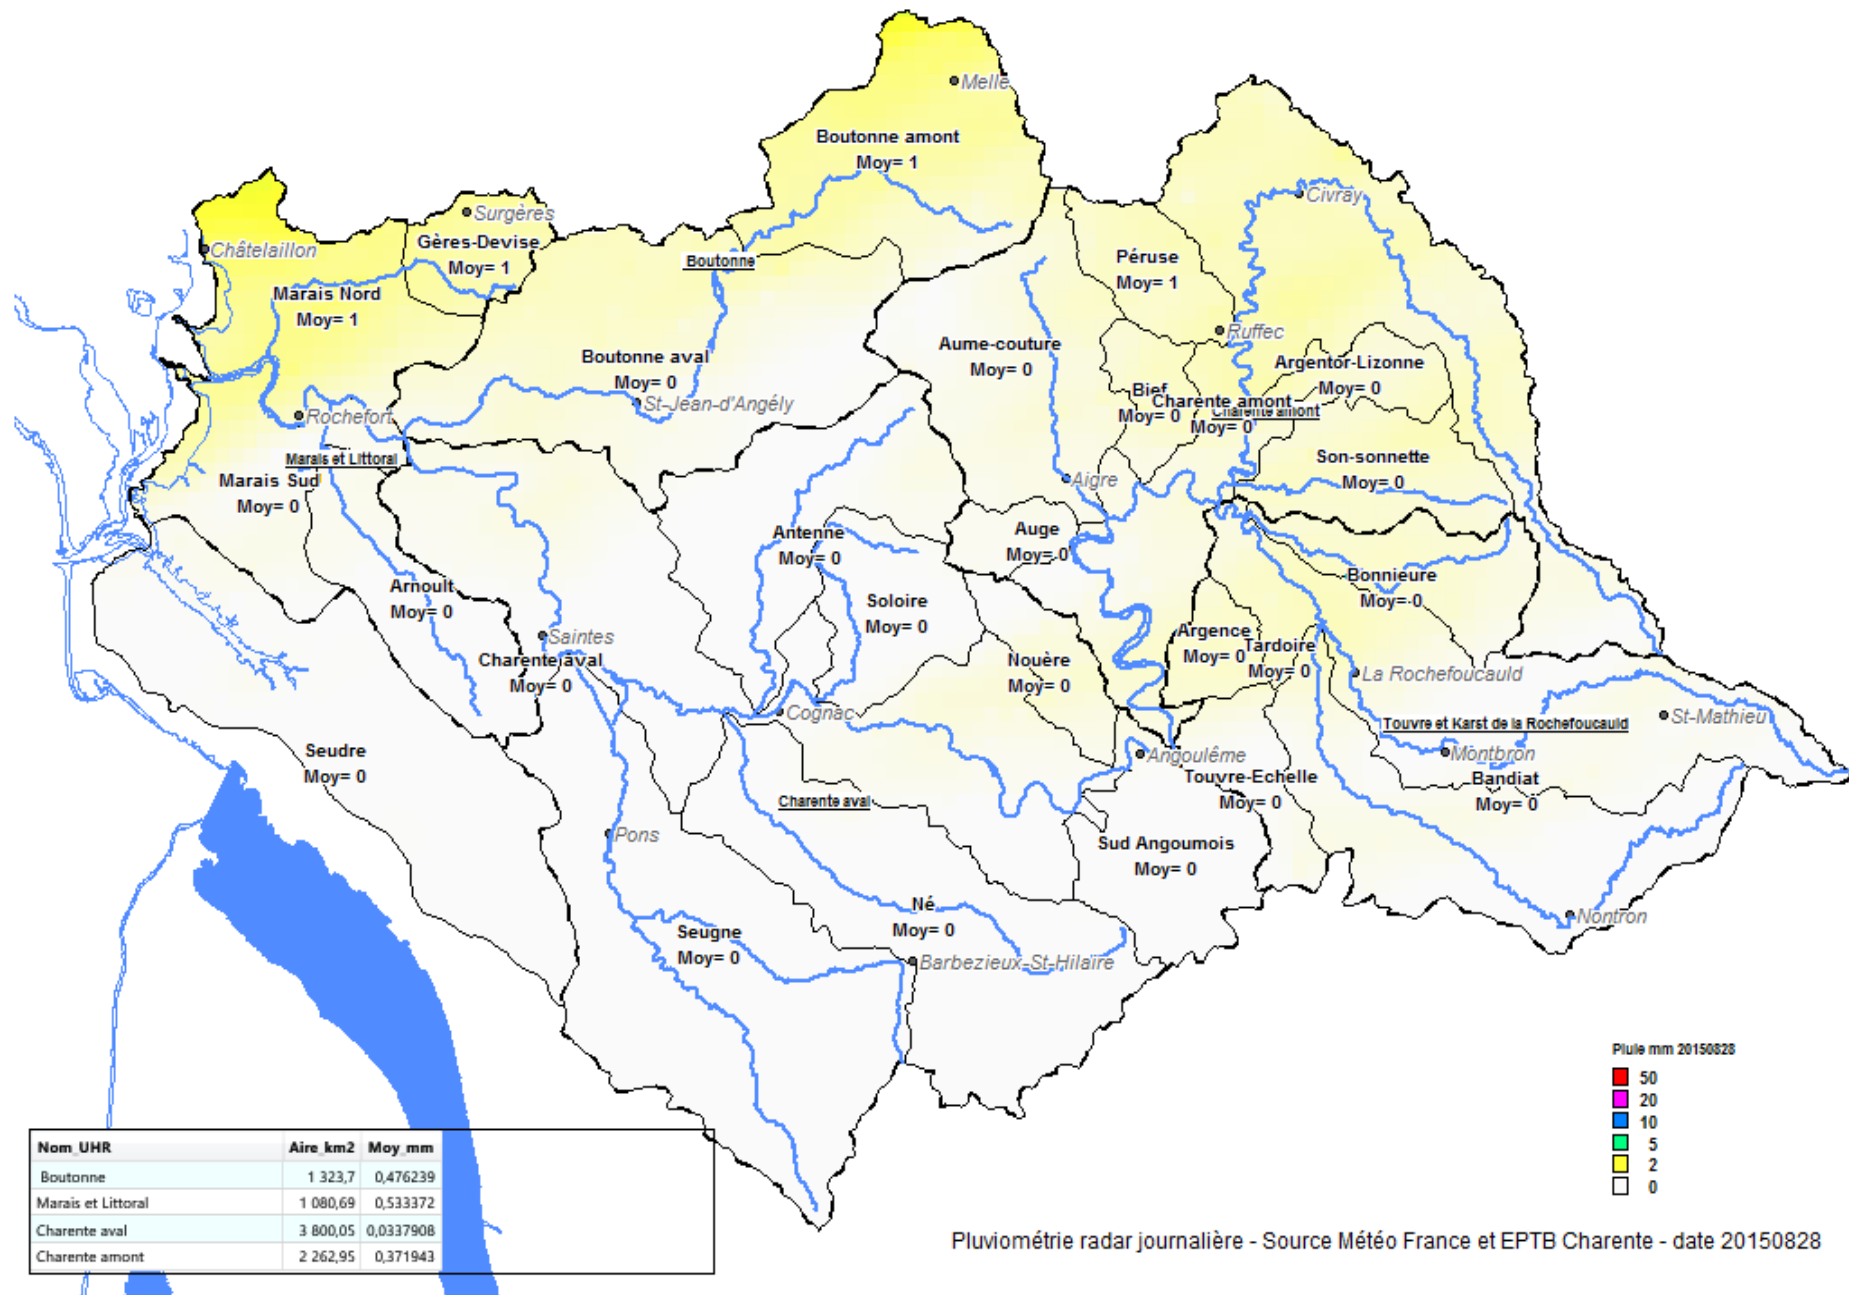 Melle
Boutonne amont
Moy= 1
Civray
Surgères
Châtelaillon
Gères-Devise
Moy= 1
Boutonne
Péruse
Moy= 1
Marais Nord
Moy= 1
Ruffec
Aume-couture
Moy= 0
Boutonne aval
Moy= 0
Argentor-Lizonne
Moy= 0
Bief
Moy= 0
Charente amont
Moy= 0
Charente amont
St-Jean-d'Angély
Rochefort
Marais et Littoral
Marais Sud
Moy= 0
Son-sonnette
Moy= 0
Aigre
Antenne
Moy= 0
Auge
Moy= 0
Bonnieure
Moy= 0
Arnoult
Moy= 0
Soloire
Moy= 0
Saintes
Argence
Moy= 0
Tardoire
Moy= 0
Charente aval
Moy= 0
Nouère
Moy= 0
La Rochefoucauld
Cognac
St-Mathieu
Touvre et Karst de la Rochefoucauld
Seudre
Moy= 0
Angoulême
Montbron
Touvre-Echelle
Moy= 0
Bandiat
Moy= 0
Charente aval
Pons
Sud Angoumois
Moy= 0
Né
Moy= 0
Nontron
Seugne
Moy= 0
Barbezieux-St-Hilaire
Pluie mm 20150828
50
20
10
5
2
0
Nom_UHR Aire_km2 Moy_mm
Boutonne 1 323,7 0,476239
Marais et Littoral 1 080,69 0,533372
Charente aval 3 800,05 0,0337908
Charente amont 2 262,95 0,371943
Pluviométrie radar journalière - Source Météo France et EPTB Charente - date 20150828